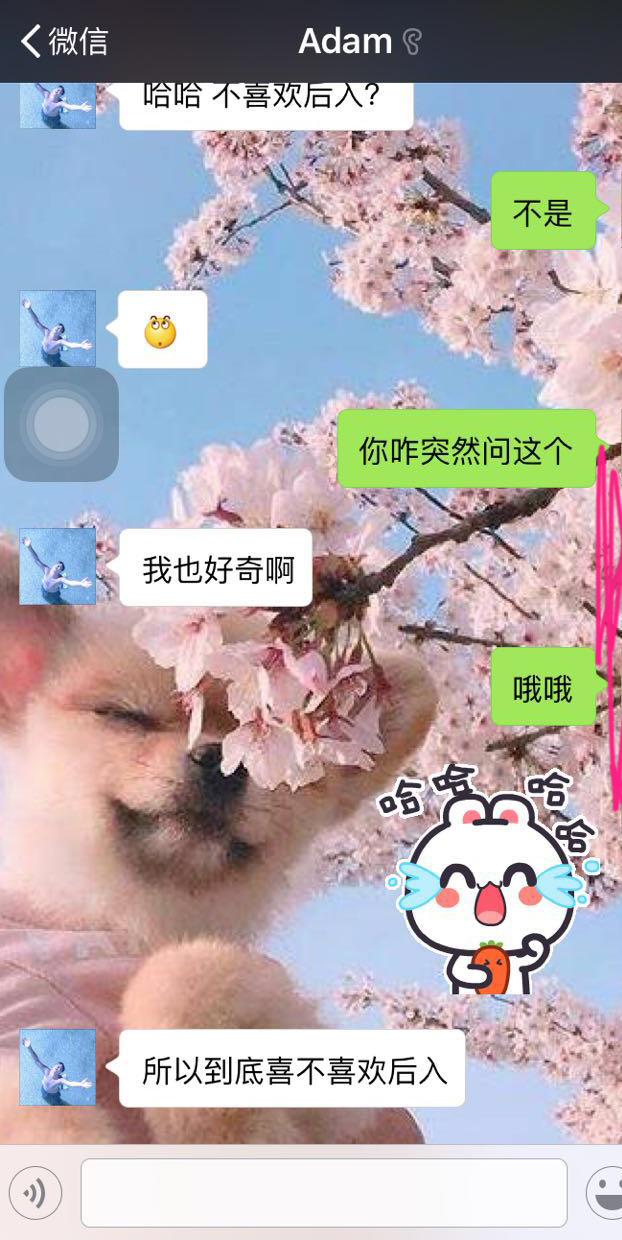 微信
Adam
哈哈 不喜欢后入?
不是
你咋突然问这个
我也好奇啊
哦哦
哈哈哈哈
所以到底喜不喜欢后入